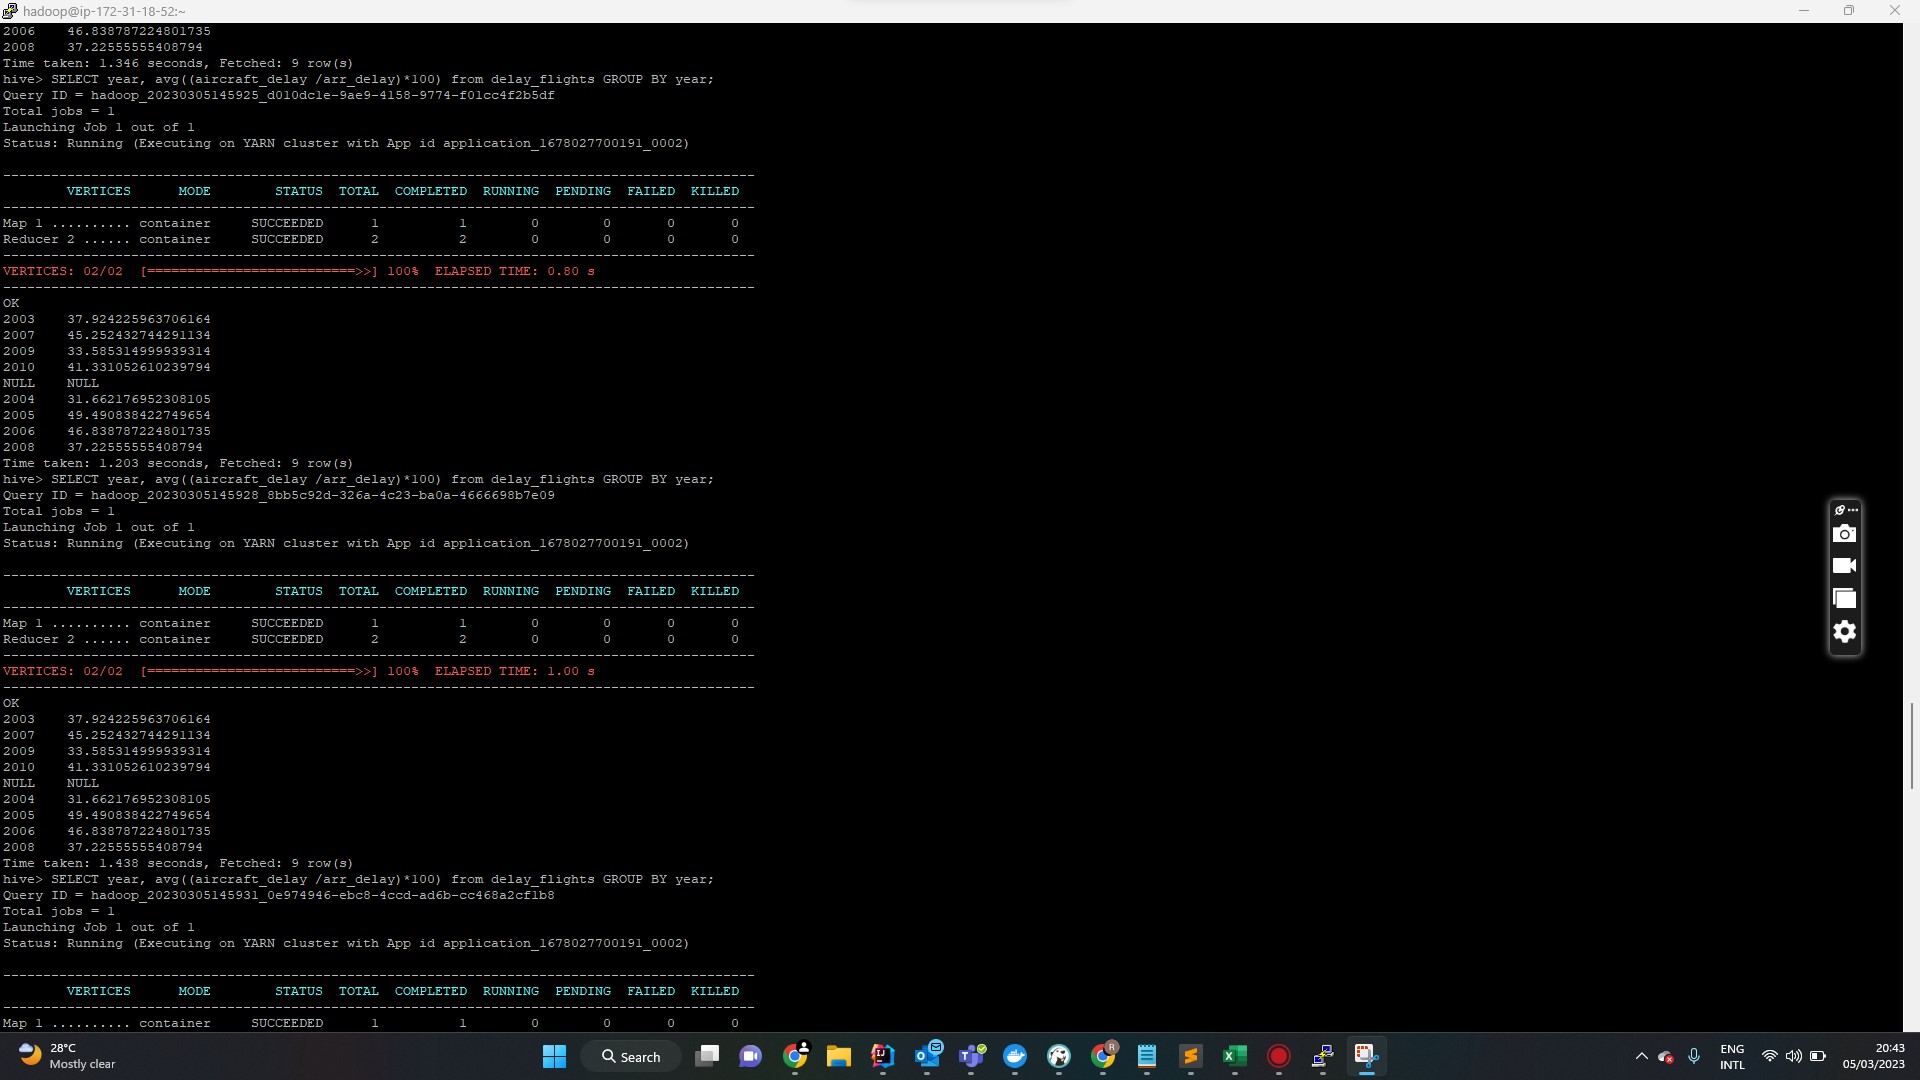 hadoop@ip-172-31-18-52:~
2006    46.838787224801735
2008    37.22555555408794
Time taken: 1.346 seconds, Fetched: 9 row(s)
hive> SELECT year, avg((aircraft_delay /arr_delay)*100) from delay_flights GROUP BY year;
Query ID = hadoop_20230305145925_d010dc1e-9ae9-4158-9774-f01cc4f2b5df
Total jobs = 1
Launching Job 1 out of 1
Status: Running (Executing on YARN cluster with App id application_1678027700191_0002)
----------------------------------------------------------------------------------------------
        VERTICES      MODE        STATUS  TOTAL  COMPLETED  RUNNING  PENDING  FAILED  KILLED
----------------------------------------------------------------------------------------------
Map 1 .......... container     SUCCEEDED      1          1        0        0       0       0
Reducer 2 ...... container     SUCCEEDED      2          2        0        0       0       0
----------------------------------------------------------------------------------------------
VERTICES: 02/02  [==========================>>] 100%  ELAPSED TIME: 0.80 s
----------------------------------------------------------------------------------------------
OK
2003    37.924225963706164
2007    45.252432744291134
2009    33.585314999939314
2010    41.331052610239794
NULL    NULL
2004    31.662176952308105
2005    49.490838422749654
2006    46.838787224801735
2008    37.22555555408794
Time taken: 1.203 seconds, Fetched: 9 row(s)
hive> SELECT year, avg((aircraft_delay /arr_delay)*100) from delay_flights GROUP BY year;
Query ID = hadoop_20230305145928_8bb5c92d-326a-4c23-ba0a-4666698b7e09
Total jobs = 1
Launching Job 1 out of 1
Status: Running (Executing on YARN cluster with App id application_1678027700191_0002)
----------------------------------------------------------------------------------------------
        VERTICES      MODE        STATUS  TOTAL  COMPLETED  RUNNING  PENDING  FAILED  KILLED
----------------------------------------------------------------------------------------------
Map 1 .......... container     SUCCEEDED      1          1        0        0       0       0
Reducer 2 ...... container     SUCCEEDED      2          2        0        0       0       0
----------------------------------------------------------------------------------------------
VERTICES: 02/02  [==========================>>] 100%  ELAPSED TIME: 1.00 s
----------------------------------------------------------------------------------------------
OK
2003    37.924225963706164
2007    45.252432744291134
2009    33.585314999939314
2010    41.331052610239794
NULL    NULL
2004    31.662176952308105
2005    49.490838422749654
2006    46.838787224801735
2008    37.22555555408794
Time taken: 1.438 seconds, Fetched: 9 row(s)
hive> SELECT year, avg((aircraft_delay /arr_delay)*100) from delay_flights GROUP BY year;
Query ID = hadoop_20230305145931_0e974946-ebc8-4ccd-ad6b-cc468a2cf1b8
Total jobs = 1
Launching Job 1 out of 1
Status: Running (Executing on YARN cluster with App id application_1678027700191_0002)
----------------------------------------------------------------------------------------------
        VERTICES      MODE        STATUS  TOTAL  COMPLETED  RUNNING  PENDING  FAILED  KILLED
----------------------------------------------------------------------------------------------
Map 1 .......... container     SUCCEEDED      1          1        0        0       0       0
28°C
Mostly clear
Search
ENG
INTL
20:43
05/03/2023